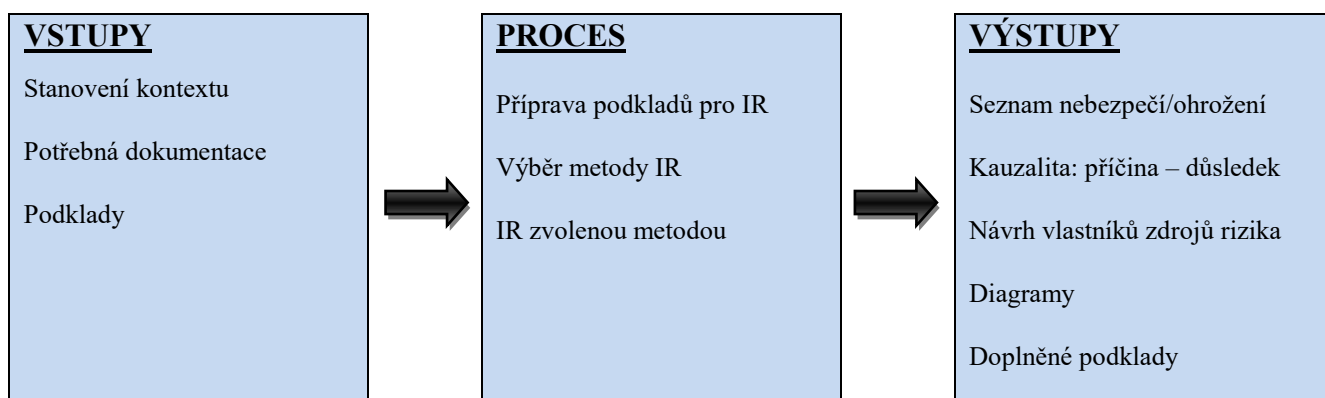 VSTUPY
Stanovení kontextu
Potřebná dokumentace
Podklady
PROCES
Příprava podkladů pro IR
Výběr metody IR
IR zvolenou metodou
VÝSTUPY
Seznam nebezpečí/ohrožení
Kauzalita: příčina – důsledek
Návrh vlastníků zdrojů rizika
Diagramy
Doplněné podklady